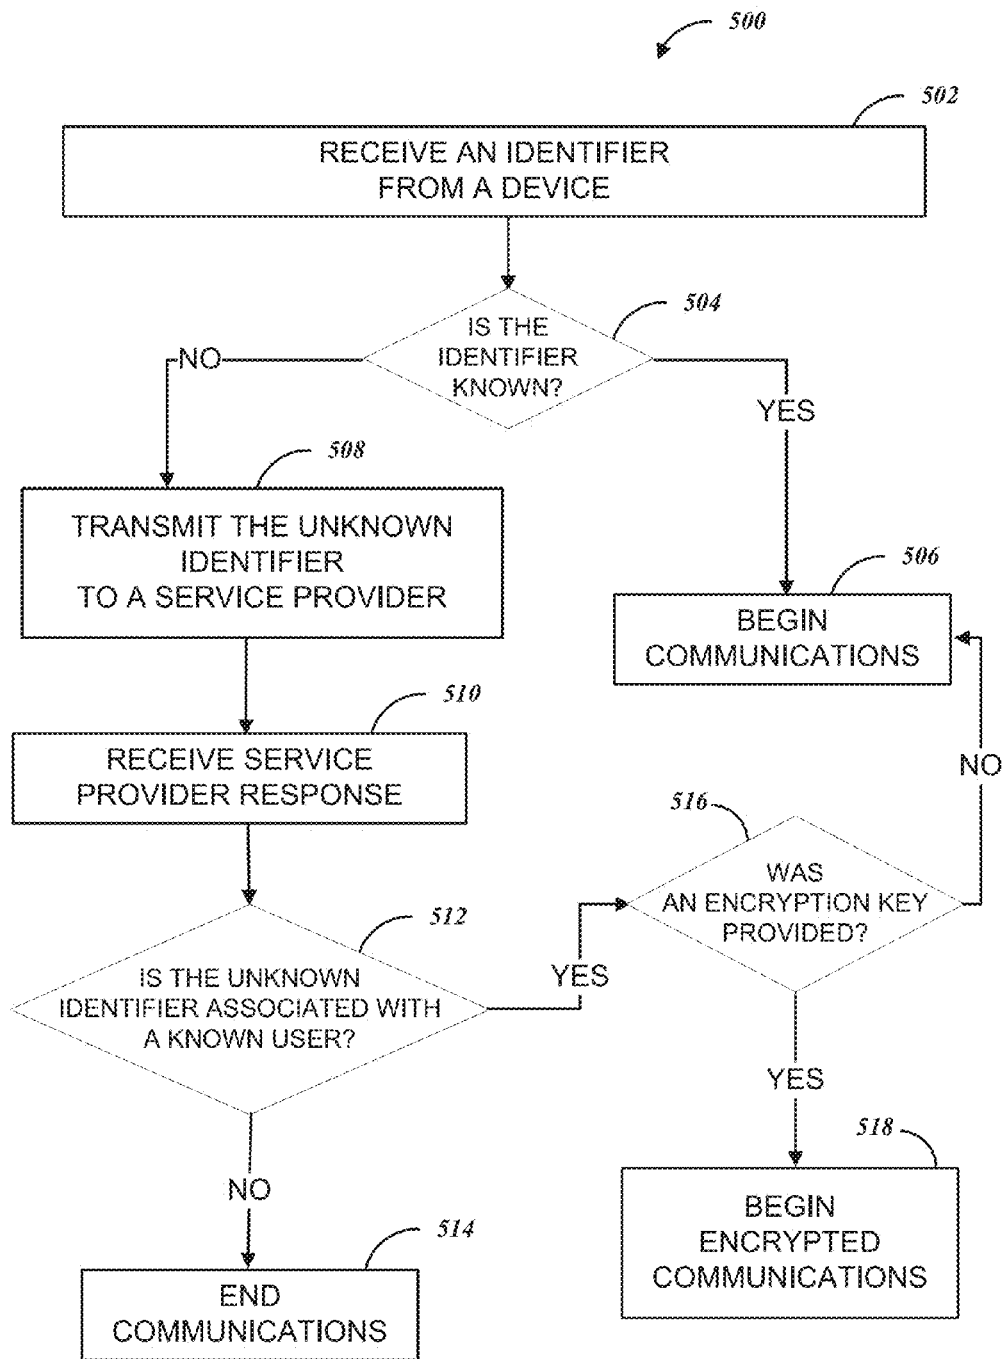 500
502
RECEIVE AN IDENTIFIER
FROM A DEVICE
504
IS THE
IDENTIFIER
KNOWN?
NO
YES
508
TRANSMIT THE UNKNOWN
IDENTIFIER
TO A SERVICE PROVIDER
506
BEGIN
COMMUNICATIONS
510
RECEIVE SERVICE
PROVIDER RESPONSE
NO
516
WAS
AN ENCRYPTION KEY
PROVIDED?
512
IS THE UNKNOWN
IDENTIFIER ASSOCIATED WITH
A KNOWN USER?
YES
YES
518
BEGIN
ENCRYPTED
COMMUNICATIONS
NO
514
END
COMMUNICATIONS